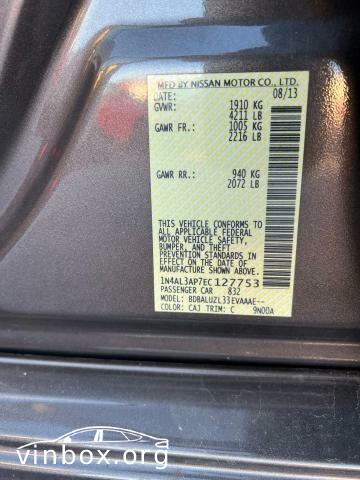 MFD BY NISSAN MOTOR CO., LTD.
DATE: 08/13
GVWR: 1910 KG
4211 LB
GAWR FR: 1005 KG
2216 LB
GAWR RR: 940 KG
2072 LB
THIS VEHICLE CONFORMS TO
ALL APPLICABLE FEDERAL
MOTOR VEHICLE SAFETY,
BUMPER, AND THEFT
PREVENTION STANDARDS
IN EFFECT ON THE DATE OF
MANUFACTURE SHOWN ABOVE.
1N4AL3AP7EC127753
PASSENGER CAR 832
MODEL: BDBALUZL33EVAAAE--
COLOR: CAJ TRIM: C 9N00A
vinbox.org